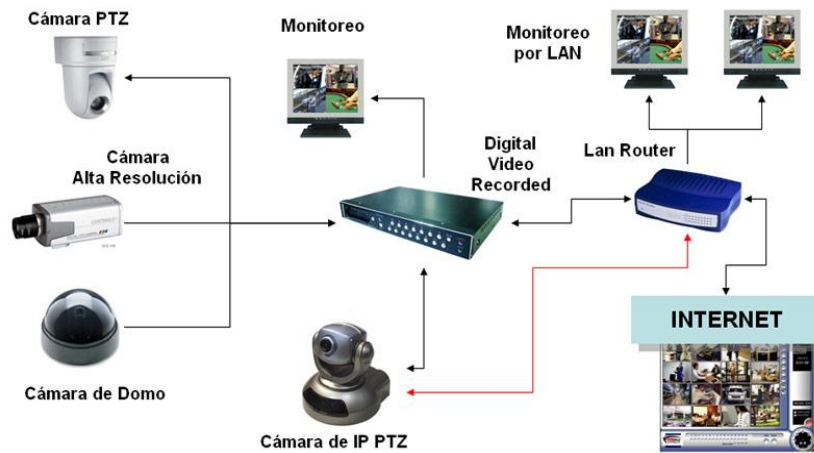 Cámara PTZ
Monitoreo
Monitoreo
por LAN
Cámara
Alta Resolución
Digital
Video
Recorded
Lan Router
INTERNET
Cámara de Domo
Cámara de IP PTZ